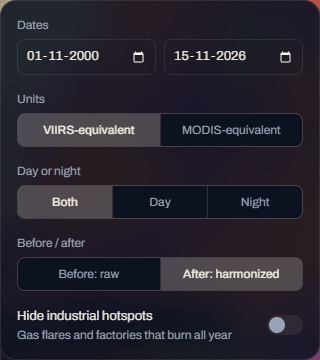 Dates
01-11-2000 15-11-2026
Units
VIIRS-equivalent MODIS-equivalent
Day or night
Both Day Night
Before / after
Before: raw After: harmonized
Hide industrial hotspots
Gas flares and factories that burn all year